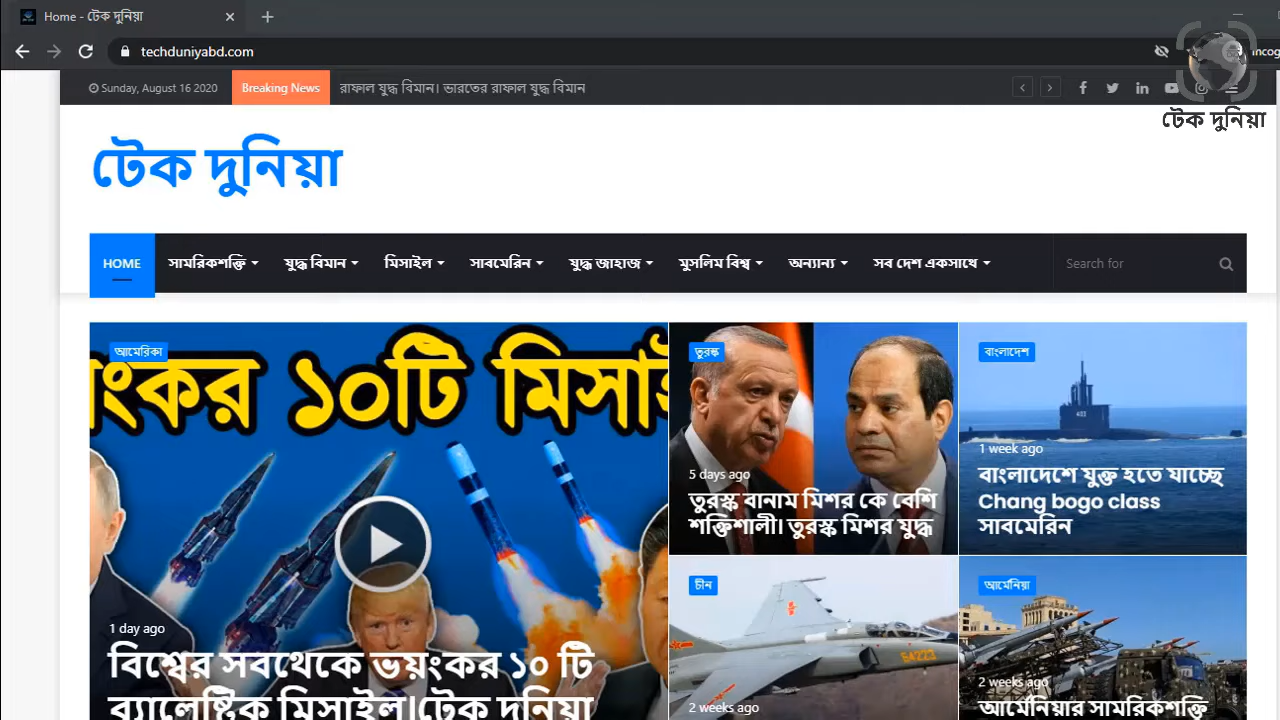 Home - টেক দুনিয়া
techduniyabd.com
Sunday, August 16 2020
Breaking News
রাফাল যুদ্ধ বিমান। ভারতের রাফাল যুদ্ধ বিমান
টেক দুনিয়া
টেক দুনিয়া
HOME সামরিকশক্তি যুদ্ধ বিমান মিসাইল সাবমেরিন যুদ্ধ জাহাজ মুসলিম বিশ্ব অন্যান্য সব দেশ একসাথে Search for
আমেরিকা
ংকর ১০টি মিসাই
1 day ago
বিশ্বের সবথেকে ভয়ংকর ১০ টি
ব্যালেষ্টিক মিসাইল।টেক দুনিয়া
তুরস্ক
5 days ago
তুরস্ক বানাম মিশর কে বেশি
শক্তিশালী। তুরস্ক মিশর যুদ্ধ
বাংলাদেশ
1 week ago
বাংলাদেশে যুক্ত হতে যাচ্ছে
Chang bogo class
সাবমেরিন
চীন
2 weeks ago
আর্মেনিয়া
2 weeks ago
আর্মেনিয়ার সামরিকশক্তি